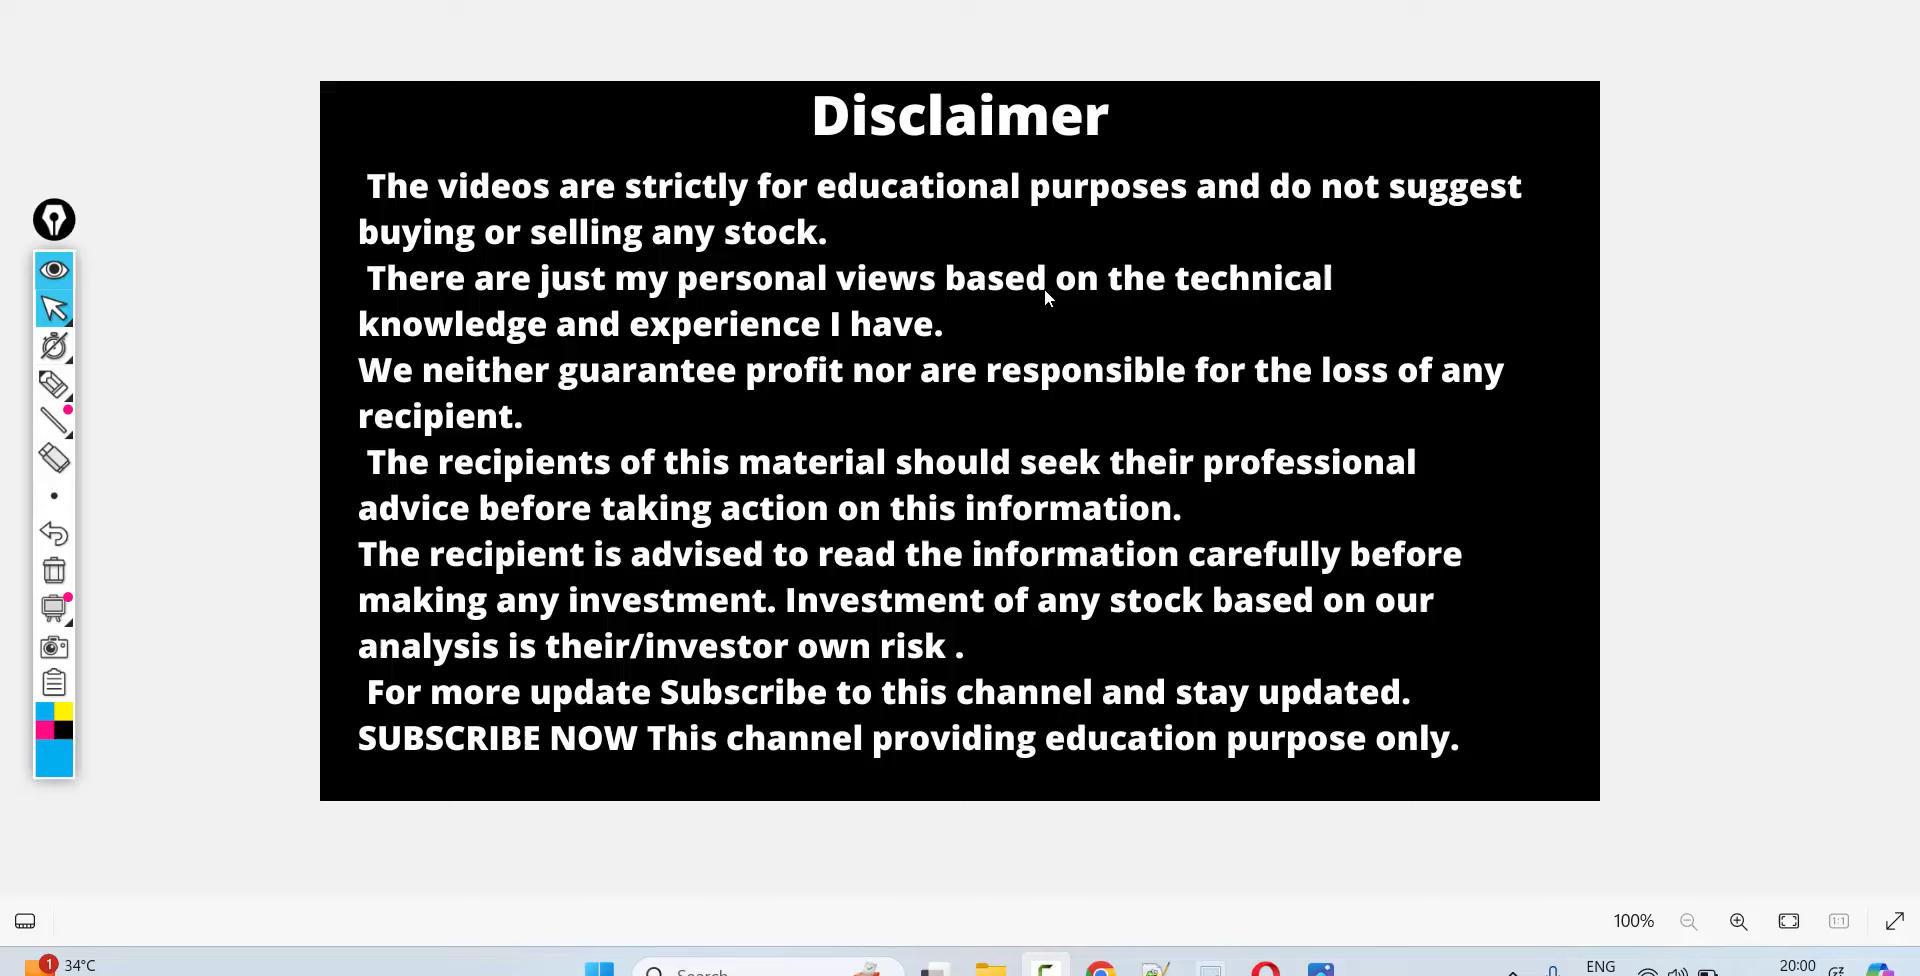 Disclaimer
The videos are strictly for educational purposes and do not suggest
buying or selling any stock.
There are just my personal views based on the technical
knowledge and experience I have.
We neither guarantee profit nor are responsible for the loss of any
recipient.
The recipients of this material should seek their professional
advice before taking action on this information.
The recipient is advised to read the information carefully before
making any investment. Investment of any stock based on our
analysis is their/investor own risk .
For more update Subscribe to this channel and stay updated.
SUBSCRIBE NOW This channel providing education purpose only.
100%
1:1
1
34°C
Search
ENG
20:00